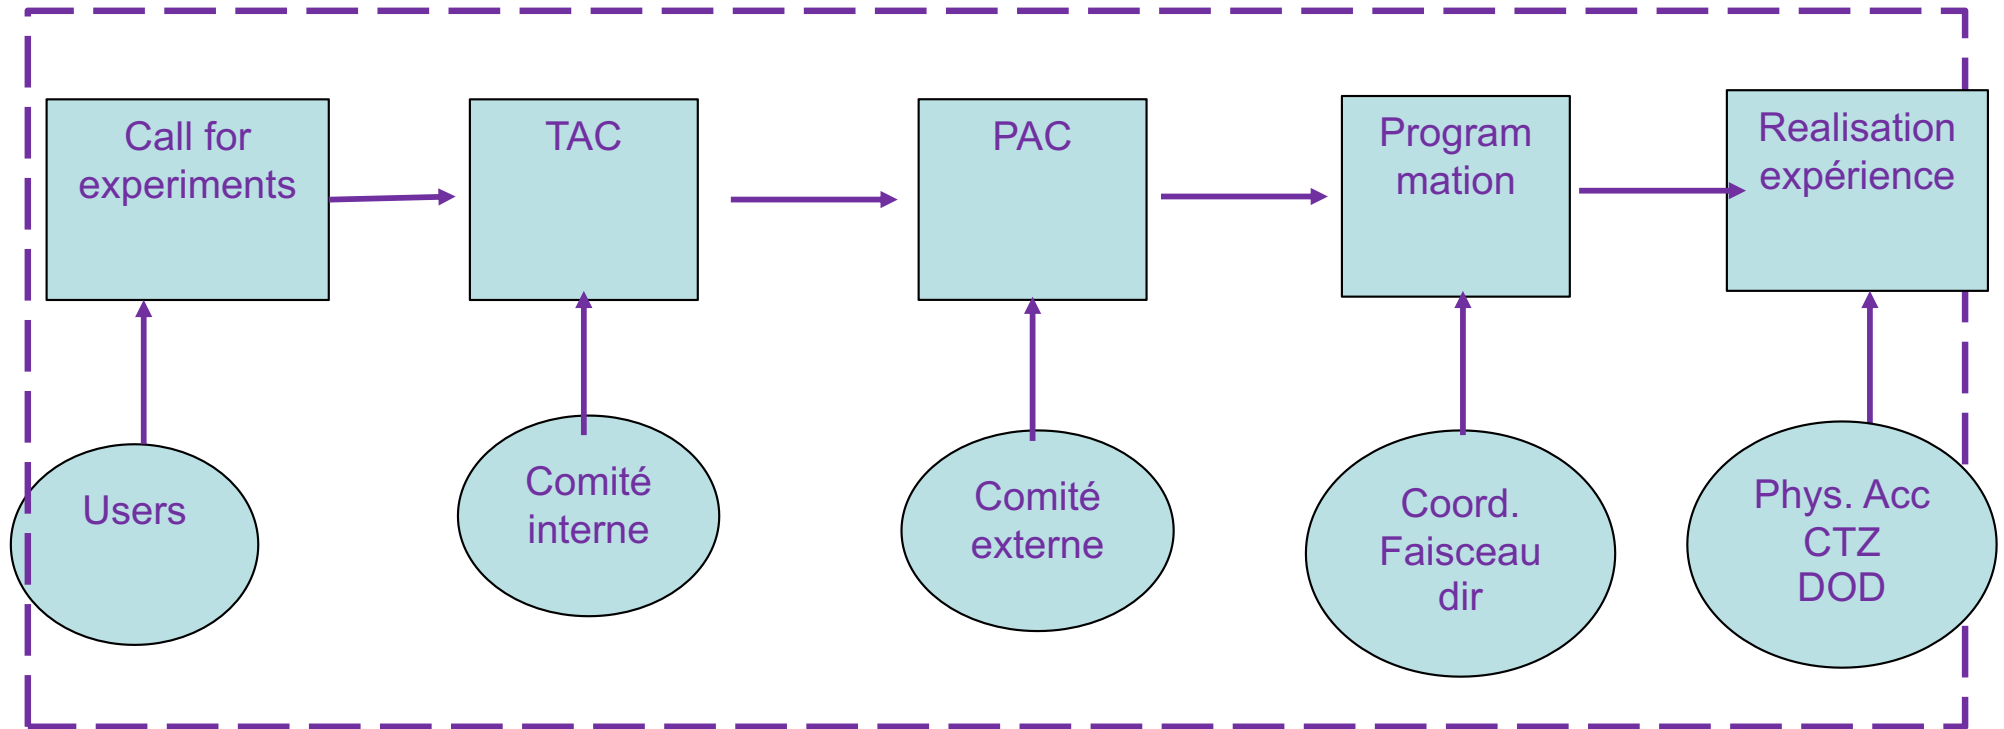 Call for
experiments
TAC
PAC
Program
mation
Realisation
expérience
Users
Comité
interne
Comité
externe
Coord.
Faisceau
dir
Phys. Acc
CTZ
DOD